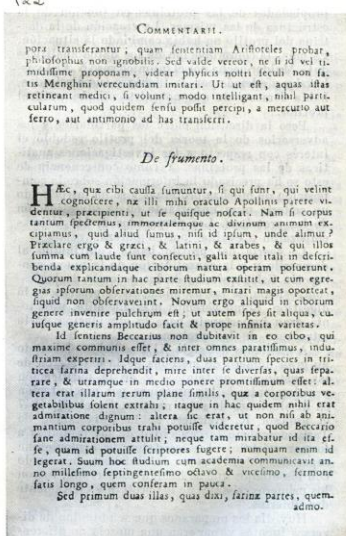 122
COMMENTARII.
pora transferantur, quam sententiam Aristoteles probat,
philosophus non ignobilis. Sed valde vereor, ne si id vel ti-
midissime proponam, videar physicis nostri seculi non sa-
tis Menghini verecundiam imitari. Ut ut est, aquas istas
retineant medici, si volunt, modo intelligant, nihil parti-
cularum, quod quidem sensu possit percipi, a mercurio aut
ferro, aut antimonio ad has transferri.
De frumento.
HÆc, quæ cibi caussa sumuntur, si qui sunt, qui velint
cognoscere, næ illi mihi oraculo Apollinis parere vi-
dentur, præcipienti, ut se quisque noscat. Nam si corpus
tantum spectemus, immortalemque ac divinum animum ex-
cipiamus, quid aliud sumus, nisi id ipsum, unde alimur?
Præclare ergo & græci, & latini, & arabes, & qui illos
summa cum laude sunt consecuti, galli atque itali in descri-
benda explicandaque ciborum natura operam posuerunt.
Quorum tantum in hac parte studium extitit, ut cum egre-
gias ipsorum observationes miremur, mirari magis oporteat,
siquid non observaverint. Novum ergo aliquid in ciborum
genere invenire pulchrum est; ut autem spes sit aliqua, cu-
iusque generis amplitudo facit & prope infinita varietas.
Id sentiens Beccarius non dubitavit in eo cibo, qui
maxime communis esset, & inter omnes paratissimus, indu-
striam experiri. Idque faciens, duas partium species in tri-
ticea farina deprehendit, mire inter se diversas, quas sepa-
rare, & utramque in medio ponere promtissimum esset: al-
tera erat illarum rerum plane similis, quæ a corporibus ve-
getabilibus solent extrahi; itaque in hac quidem nihil erat
admiratione dignum: altera sic erat, ut non nisi ab ani-
mantium corporibus trahi potuisse videretur, quod Beccario
sane admirationem attulit; neque tam mirabatur id ita es-
se, quam id potuisse scriptores fugere; numquam enim id
legerat. Suum hoc studium cum academia communicavit an-
no millesimo septingentesimo octavo & vicesimo, sermone
satis longo, quem conferam in pauca.
Sed primum duas illas, quas dixi, farinæ partes, quem-
admo.